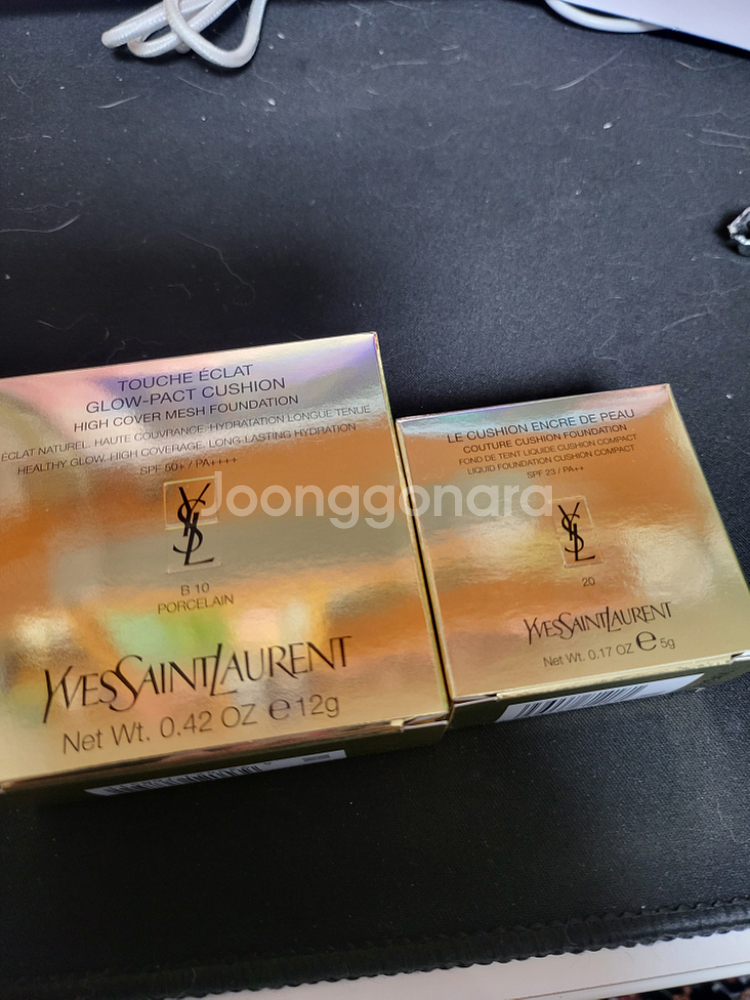 TOUCHE ÉCLAT
GLOW-PACT CUSHION
HIGH COVER MESH FOUNDATION
ÉCLAT NATUREL, HAUTE COUVRANCE, HYDRATATION LONGUE TENUE
HEALTHY GLOW, HIGH COVERAGE, LONG-LASTING HYDRATION
SPF 50+ / PA++++
YSL
B 10
PORCELAIN
YVESSAINTLAURENT
Net Wt. 0.42 OZ ℮ 12g
LE CUSHION ENCRE DE PEAU
COUTURE CUSHION FOUNDATION
FOND DE TEINT LIQUIDE CUSHION COMPACT
LIQUID FOUNDATION CUSHION COMPACT
SPF 23 / PA++
YSL
20
YVESSAINTLAURENT
Net Wt. 0.17 OZ ℮ 5g
Joonggonara